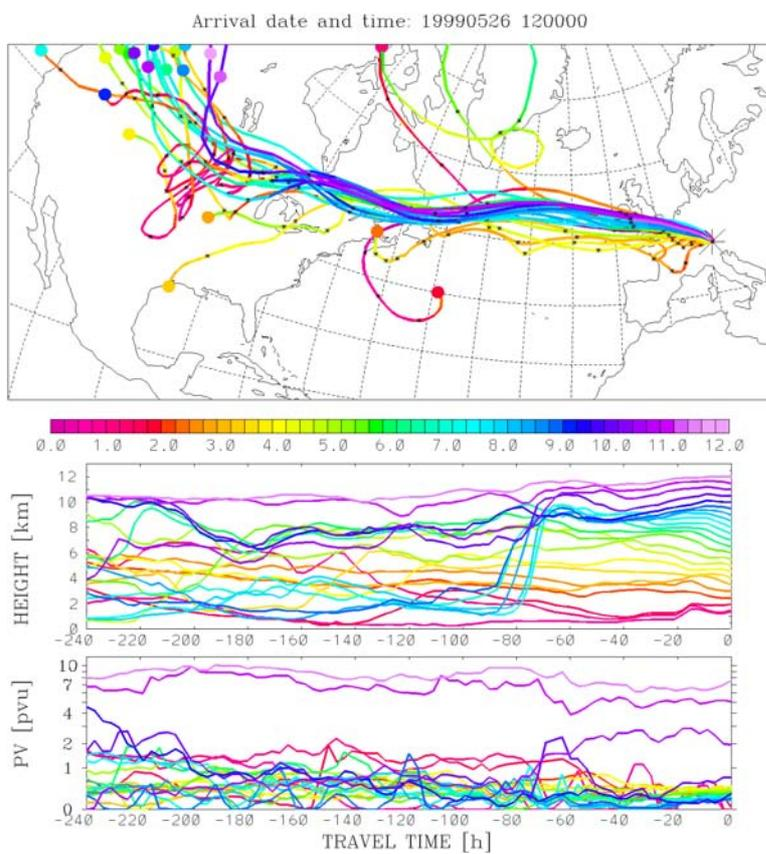 Arrival date and time: 19990526 120000
0.0 1.0 2.0 3.0 4.0 5.0 6.0 7.0 8.0 9.0 10.0 11.0 12.0
HEIGHT [km]
12
10
8
6
4
2
0
-240 -220 -200 -180 -160 -140 -120 -100 -80 -60 -40 -20 0
PV [pvu]
10
7
4
2
1
0
-240 -220 -200 -180 -160 -140 -120 -100 -80 -60 -40 -20 0
TRAVEL TIME [h]